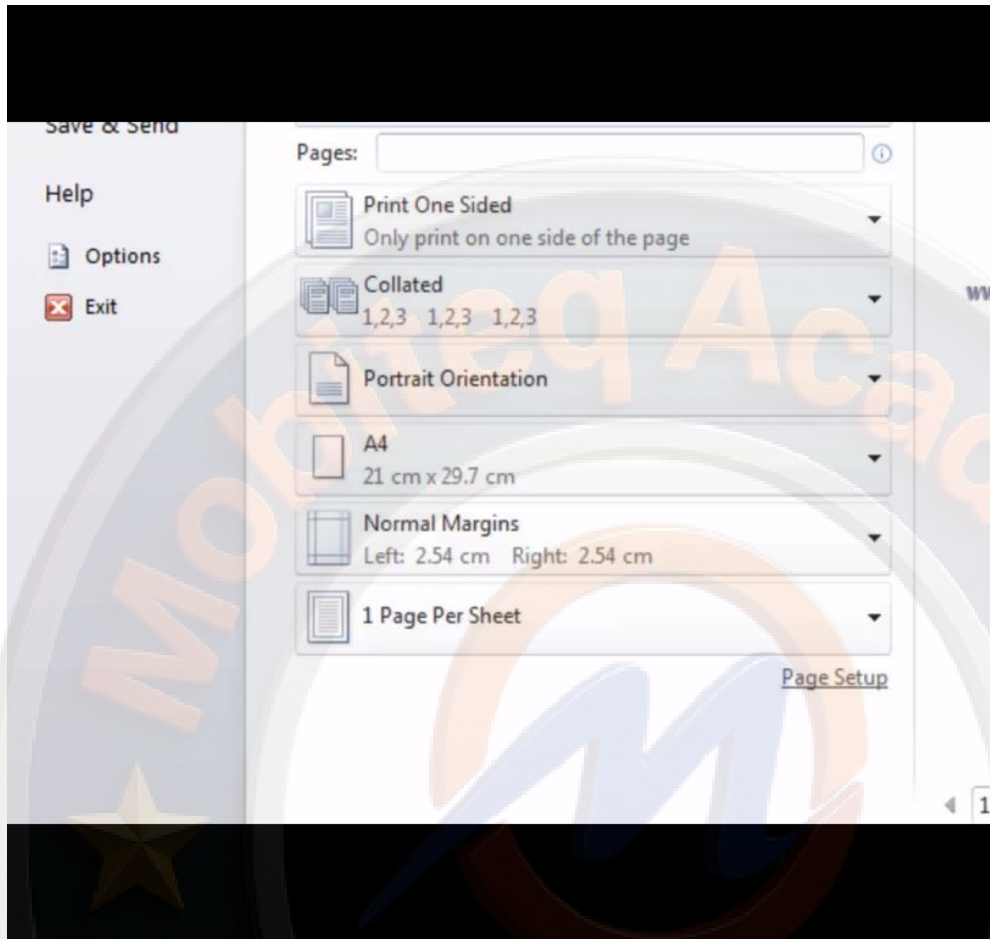 Save & Send
Help
Options
Exit
Pages:
Print One Sided
Only print on one side of the page
Collated
1,2,3 1,2,3 1,2,3
Portrait Orientation
A4
21 cm x 29.7 cm
Normal Margins
Left: 2.54 cm Right: 2.54 cm
1 Page Per Sheet
Page Setup
1
Mobiteq Acad